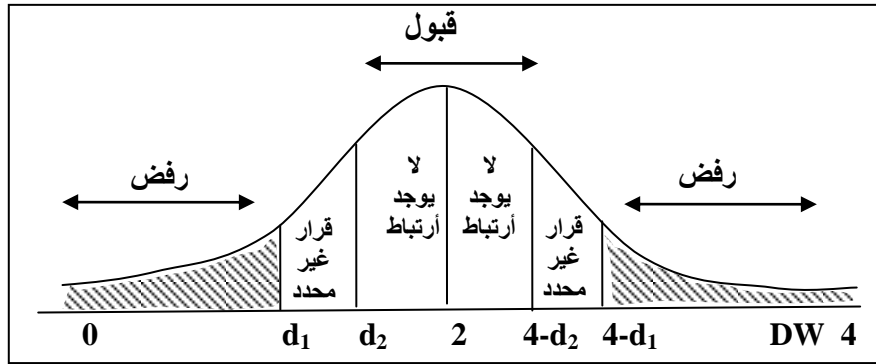 قبول
رفض
رفض
لا
يوجد
أرتباط
لا
يوجد
أرتباط
قرار
غير
محدد
قرار
غير
محدد
0 d₁ d₂ 2 4-d₂ 4-d₁ DW 4